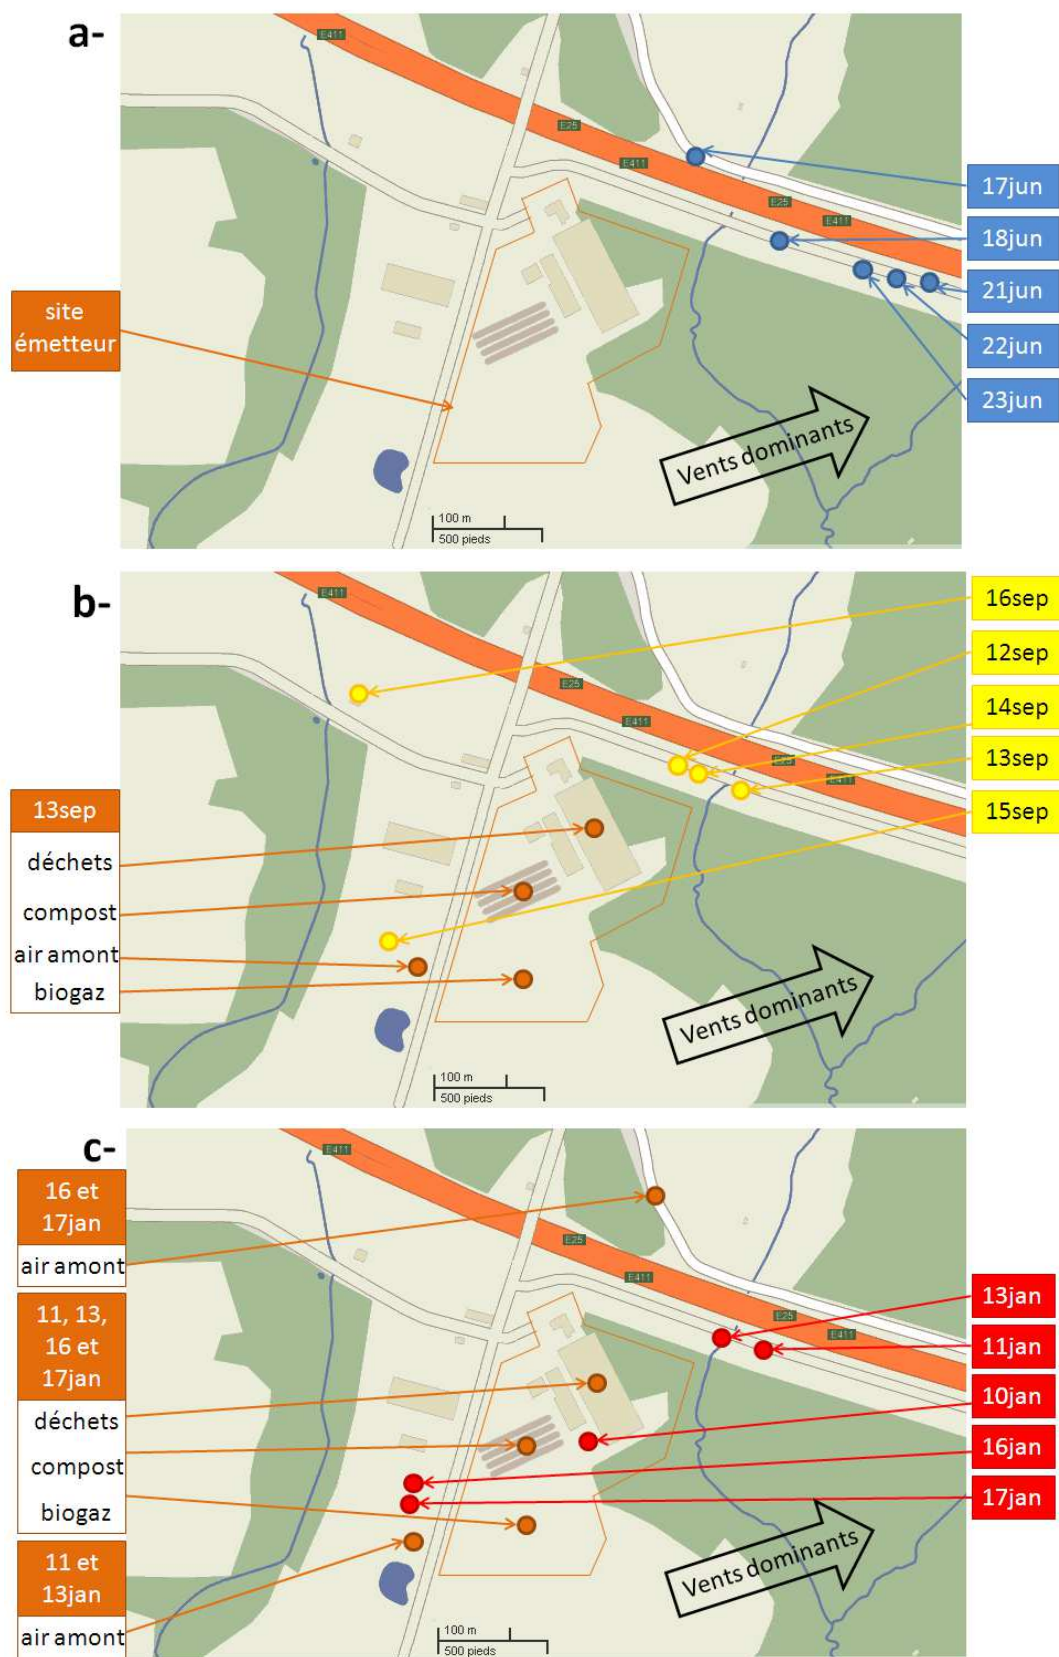 a-
E411
E25
E411
E25
E411
17jun
18jun
21jun
22jun
23jun
site
émetteur
Vents dominants
100 m
500 pieds
b-
E411
E25
E411
E25
E411
16sep
12sep
14sep
13sep
15sep
13sep
déchets
compost
air amont
biogaz
Vents dominants
100 m
500 pieds
c-
E411
E25
E411
E25
E411
16 et
17jan
air amont
11, 13,
16 et
17jan
déchets
compost
biogaz
11 et
13jan
air amont
13jan
11jan
10jan
16jan
17jan
Vents dominants
100 m
500 pieds